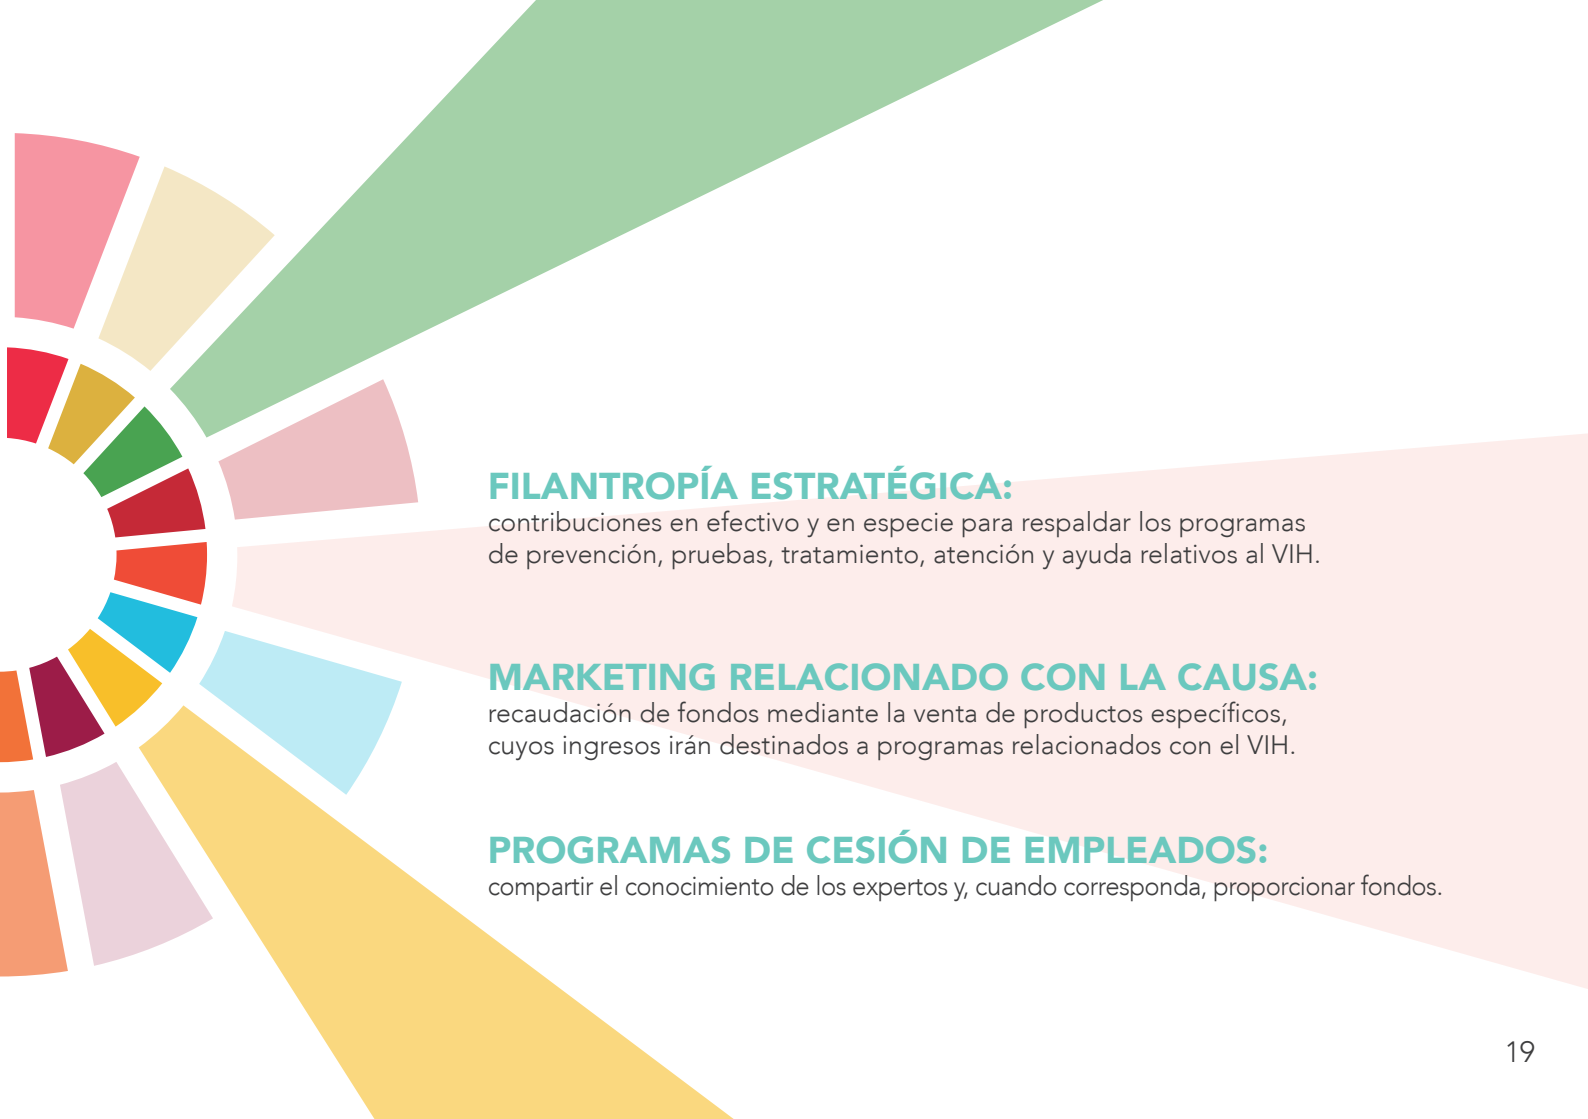 FILANTROPÍA ESTRATÉGICA:
contribuciones en efectivo y en especie para respaldar los programas
de prevención, pruebas, tratamiento, atención y ayuda relativos al VIH.
MARKETING RELACIONADO CON LA CAUSA:
recaudación de fondos mediante la venta de productos específicos,
cuyos ingresos irán destinados a programas relacionados con el VIH.
PROGRAMAS DE CESIÓN DE EMPLEADOS:
compartir el conocimiento de los expertos y, cuando corresponda, proporcionar fondos.
19